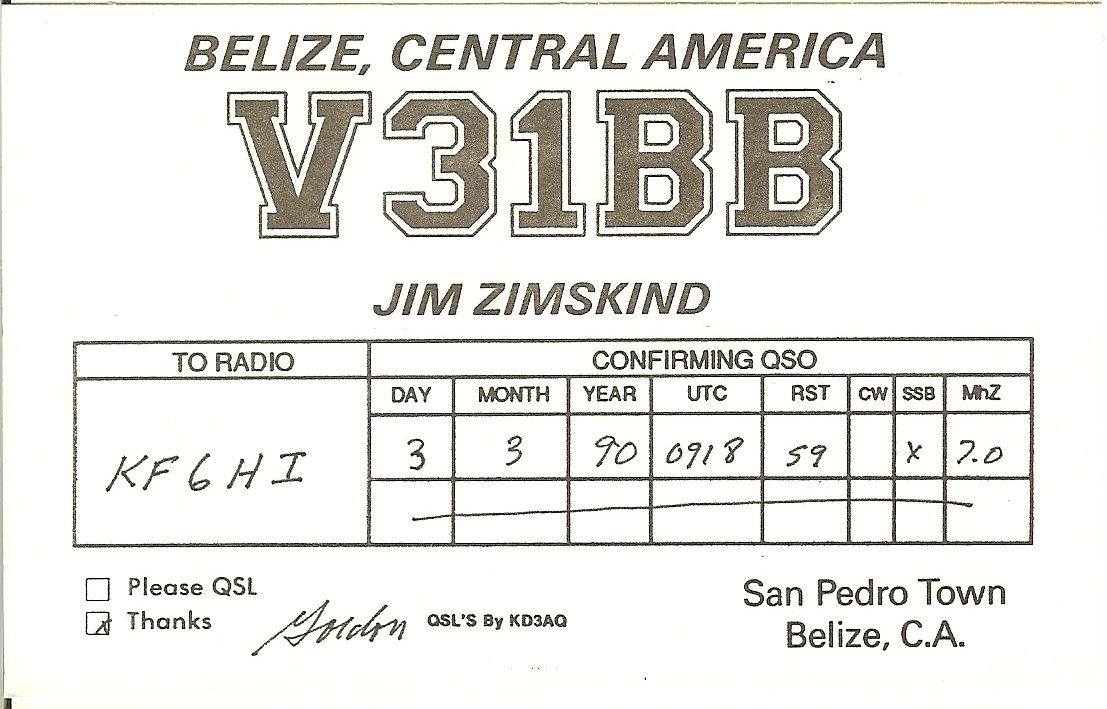 BELIZE, CENTRAL AMERICA
V31BB
JIM ZIMSKIND
TO RADIO CONFIRMING QSO
DAY MONTH YEAR UTC RST CW SSB MhZ
KF6HI 3 3 90 0918 59 X 7.0
Please QSL
Thanks Gordon QSL'S By KD3AQ
San Pedro Town
Belize, C.A.